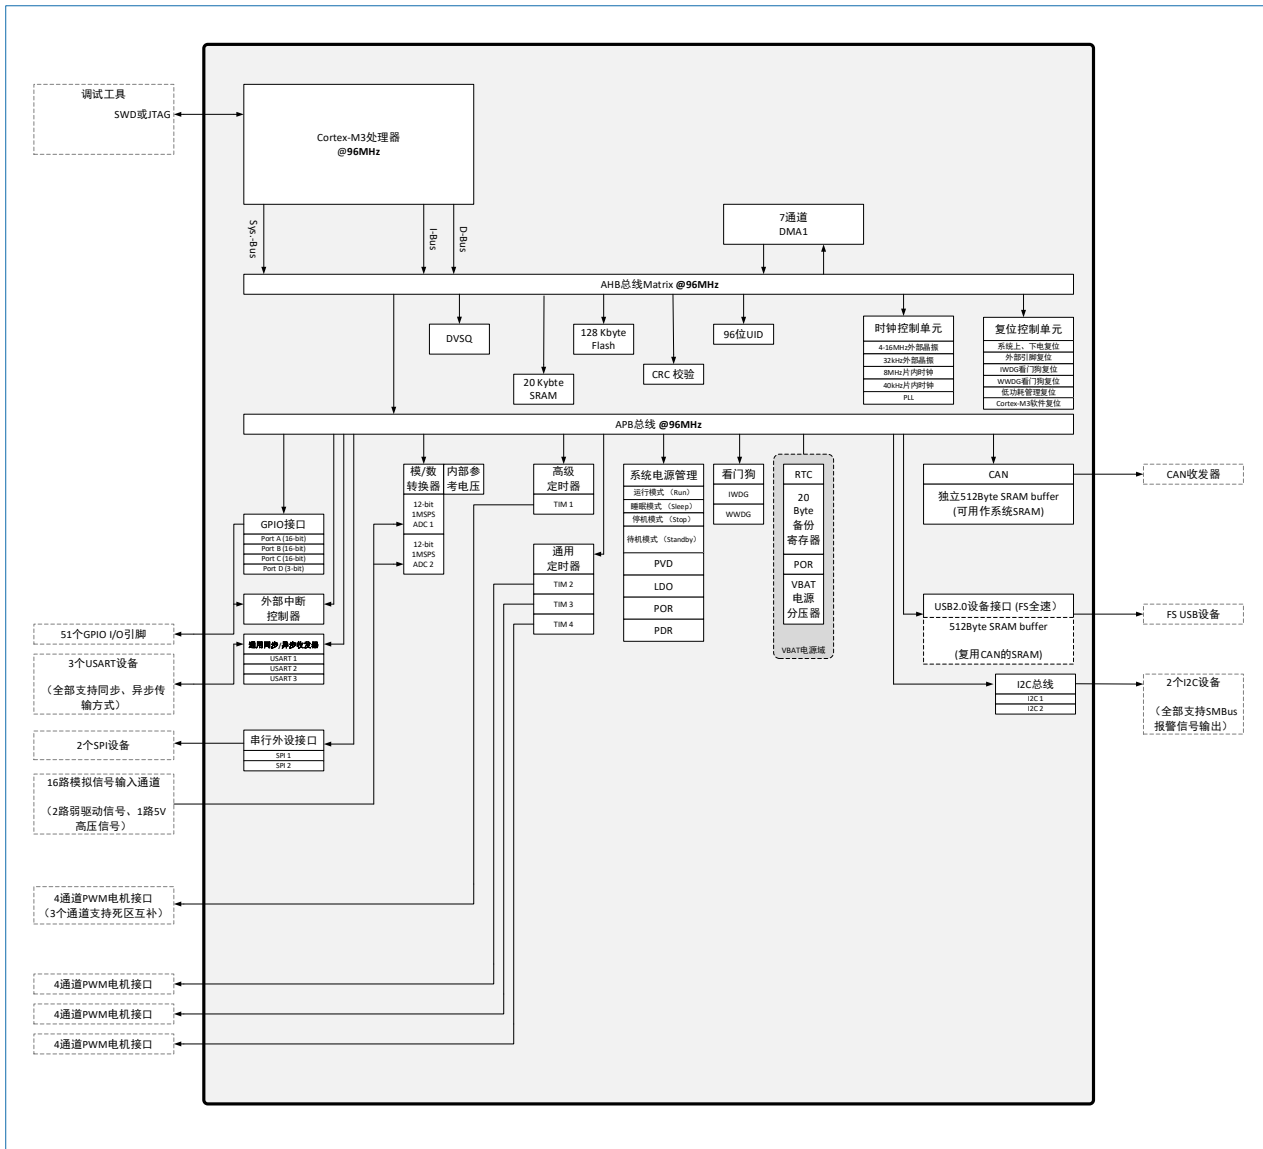 调试工具
SWD或JTAG
Cortex-M3处理器
@96MHz
Sys.-Bus
I-Bus
D-Bus
7通道
DMA1
AHB总线Matrix @96MHz
DVSQ
20 Kybte
SRAM
128 Kbyte
Flash
CRC 校验
96位UID
时钟控制单元
4-16MHz外部晶振
32kHz外部晶振
8MHz片内时钟
40kHz片内时钟
PLL
复位控制单元
系统上、下电复位
外部引脚复位
IWDG看门狗复位
WWDG看门狗复位
低功耗管理复位
Cortex-M3软件复位
APB总线 @96MHz
GPIO接口
Port A (16-bit)
Port B (16-bit)
Port C (16-bit)
Port D (3-bit)
外部中断
控制器
通用同步/异步收发器
USART 1
USART 2
USART 3
串行外设接口
SPI 1
SPI 2
模/数
转换器
内部参
考电压
12-bit
1MSPS
ADC 1
12-bit
1MSPS
ADC 2
高级
定时器
TIM 1
通用
定时器
TIM 2
TIM 3
TIM 4
系统电源管理
运行模式 （Run）
睡眠模式 （Sleep）
停机模式 （Stop）
待机模式 （Standby）
PVD
LDO
POR
PDR
看门狗
IWDG
WWDG
RTC
20
Byte
备份
寄存器
POR
VBAT
电源
分压器
VBAT电源域
CAN
独立512Byte SRAM buffer
(可用作系统SRAM)
USB2.0设备接口 (FS全速）
512Byte SRAM buffer
(复用CAN的SRAM)
I2C总线
I2C 1
I2C 2
CAN收发器
FS USB设备
2个I2C设备
（全部支持SMBus
报警信号输出）
51个GPIO I/O引脚
3个USART设备
（全部支持同步、异步传
输方式）
2个SPI设备
16路模拟信号输入通道
（2路弱驱动信号、1路5V
高压信号）
4通道PWM电机接口
（3个通道支持死区互补）
4通道PWM电机接口
4通道PWM电机接口
4通道PWM电机接口